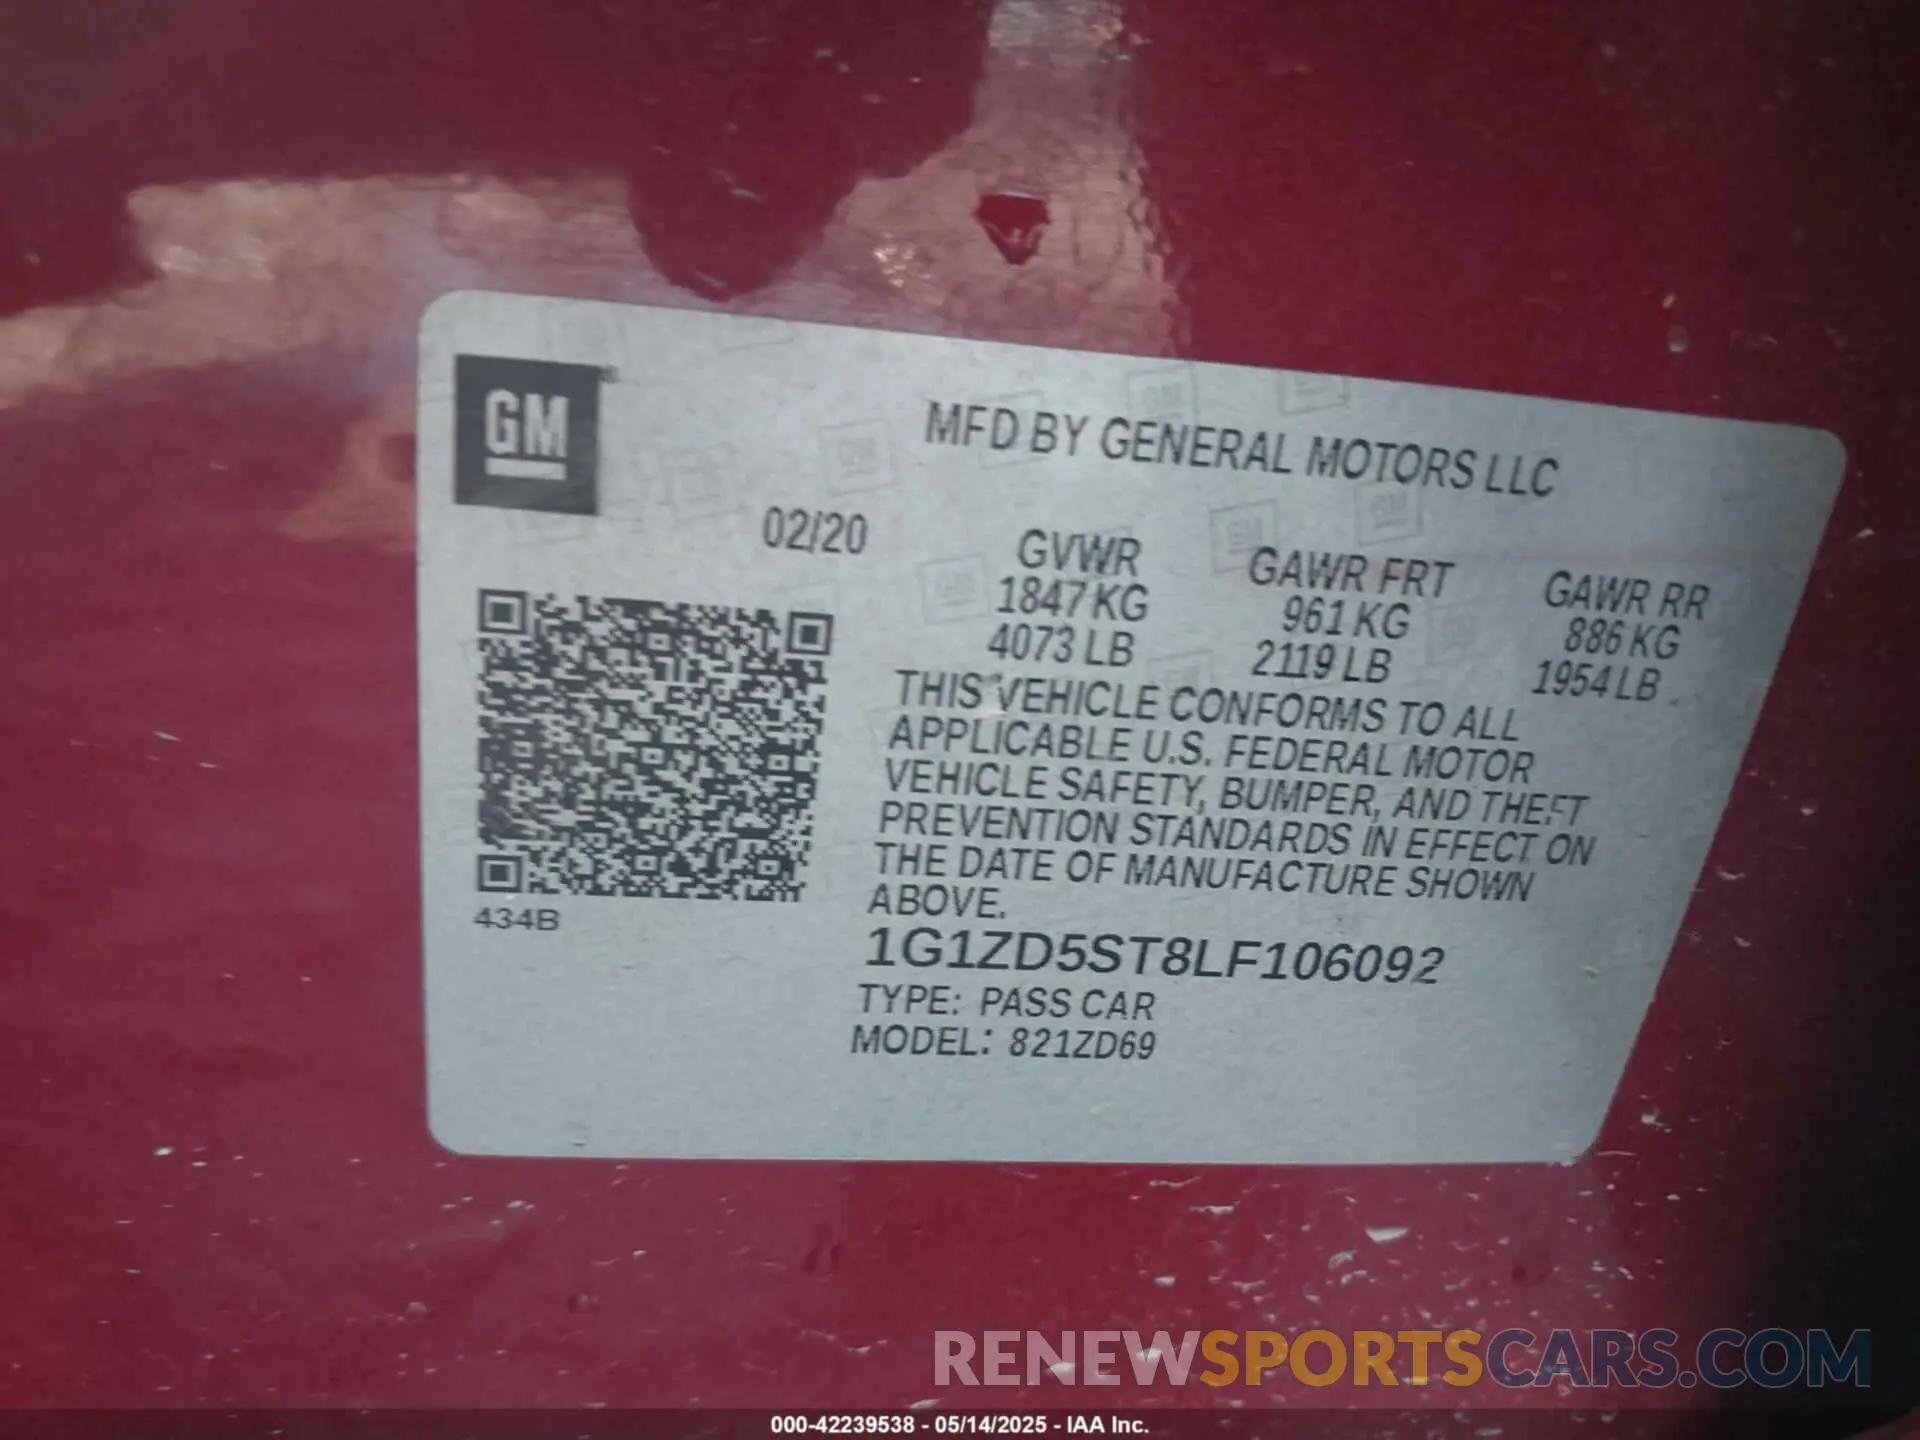 GM
MFD BY GENERAL MOTORS LLC
02/20
GVWR GAWR FRT GAWR RR
1847 KG 961 KG 886 KG
4073 LB 2119 LB 1954 LB
THIS VEHICLE CONFORMS TO ALL
APPLICABLE U.S. FEDERAL MOTOR
VEHICLE SAFETY, BUMPER, AND THEFT
PREVENTION STANDARDS IN EFFECT ON
THE DATE OF MANUFACTURE SHOWN
ABOVE.
434B
1G1ZD5ST8LF106092
TYPE: PASS CAR
MODEL: 821ZD69
RENEWSPORTSCARS.COM
000-42239538 - 05/14/2025 - IAA Inc.